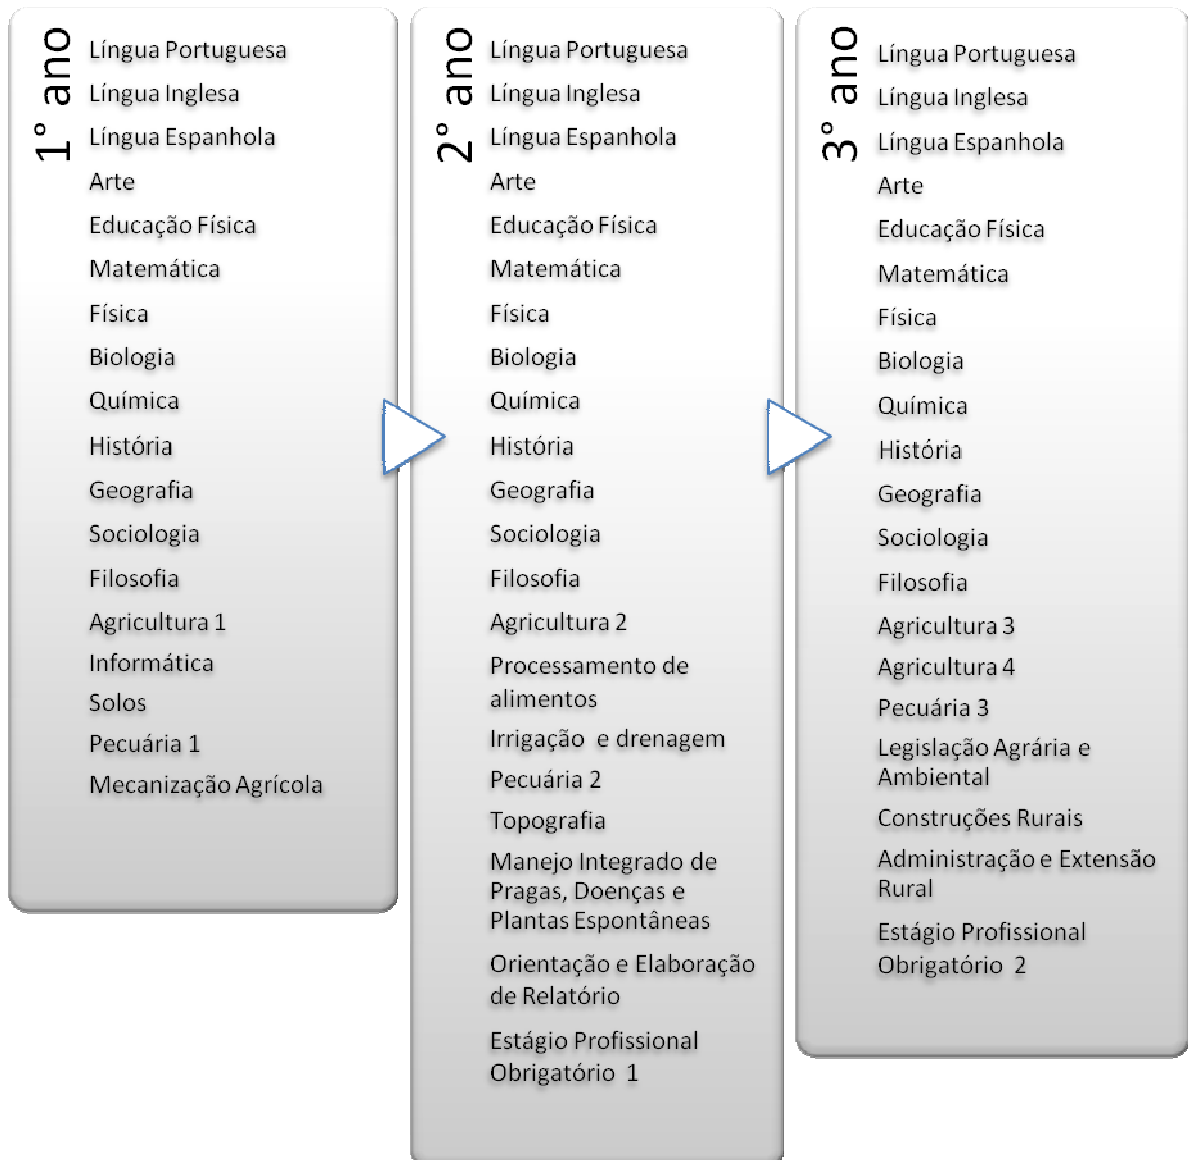 1° ano
Língua Portuguesa
Língua Inglesa
Língua Espanhola
Arte
Educação Física
Matemática
Física
Biologia
Química
História
Geografia
Sociologia
Filosofia
Agricultura 1
Informática
Solos
Pecuária 1
Mecanização Agrícola
2° ano
Língua Portuguesa
Língua Inglesa
Língua Espanhola
Arte
Educação Física
Matemática
Física
Biologia
Química
História
Geografia
Sociologia
Filosofia
Agricultura 2
Processamento de
alimentos
Irrigação e drenagem
Pecuária 2
Topografia
Manejo Integrado de
Pragas, Doenças e
Plantas Espontâneas
Orientação e Elaboração
de Relatório
Estágio Profissional
Obrigatório 1
3° ano
Língua Portuguesa
Língua Inglesa
Língua Espanhola
Arte
Educação Física
Matemática
Física
Biologia
Química
História
Geografia
Sociologia
Filosofia
Agricultura 3
Agricultura 4
Pecuária 3
Legislação Agrária e
Ambiental
Construções Rurais
Administração e Extensão
Rural
Estágio Profissional
Obrigatório 2